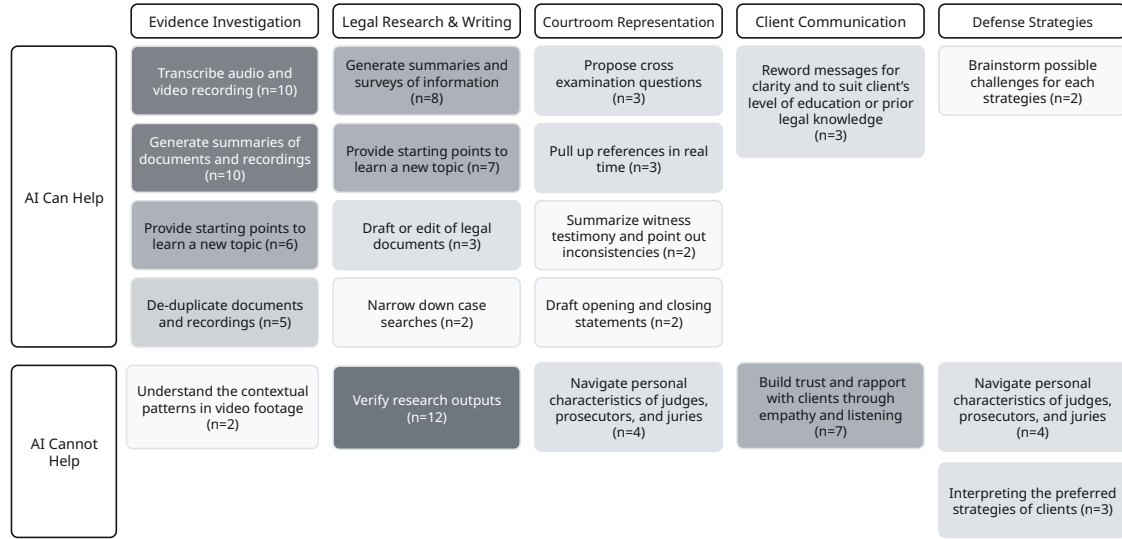 Evidence Investigation
Legal Research & Writing
Courtroom Representation
Client Communication
Defense Strategies
AI Can Help
Transcribe audio and
video recording (n=10)
Generate summaries of
documents and recordings
(n=10)
Provide starting points to
learn a new topic (n=6)
De-duplicate documents
and recordings (n=5)
Generate summaries and
surveys of information
(n=8)
Provide starting points to
learn a new topic (n=7)
Draft or edit of legal
documents (n=3)
Narrow down case
searches (n=2)
Propose cross
examination questions
(n=3)
Pull up references in real
time (n=3)
Summarize witness
testimony and point out
inconsistencies (n=2)
Draft opening and closing
statements (n=2)
Reword messages for
clarity and to suit client’s
level of education or prior
legal knowledge
(n=3)
Brainstorm possible
challenges for each
strategies (n=2)
AI Cannot
Help
Understand the contextual
patterns in video footage
(n=2)
Verify research outputs
(n=12)
Navigate personal
characteristics of judges,
prosecutors, and juries
(n=4)
Build trust and rapport
with clients through
empathy and listening
(n=7)
Navigate personal
characteristics of judges,
prosecutors, and juries
(n=4)
Interpreting the preferred
strategies of clients (n=3)